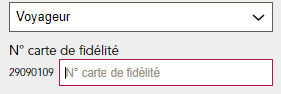 Voyageur
N° carte de fidélité
29090109 N° carte de fidélité